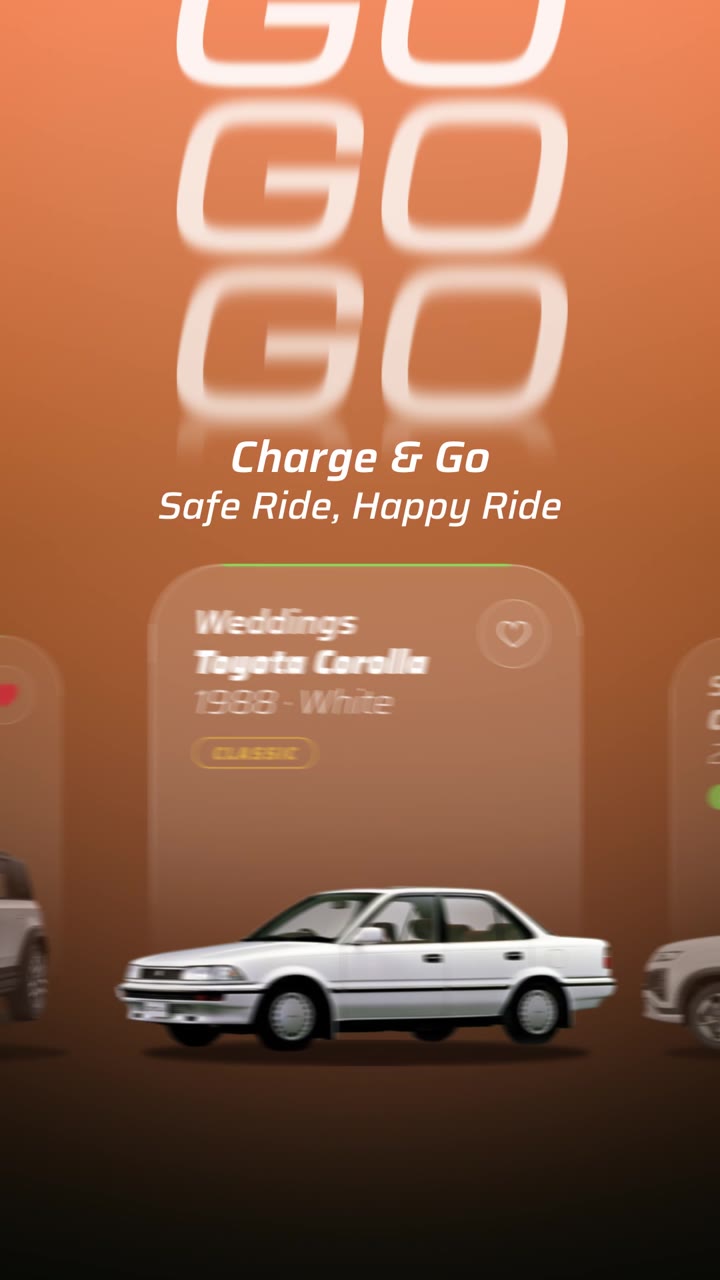 GO
GO
GO
Charge & Go
Safe Ride, Happy Ride
Weddings
Toyota Corolla
1988 - White
CLASSIC